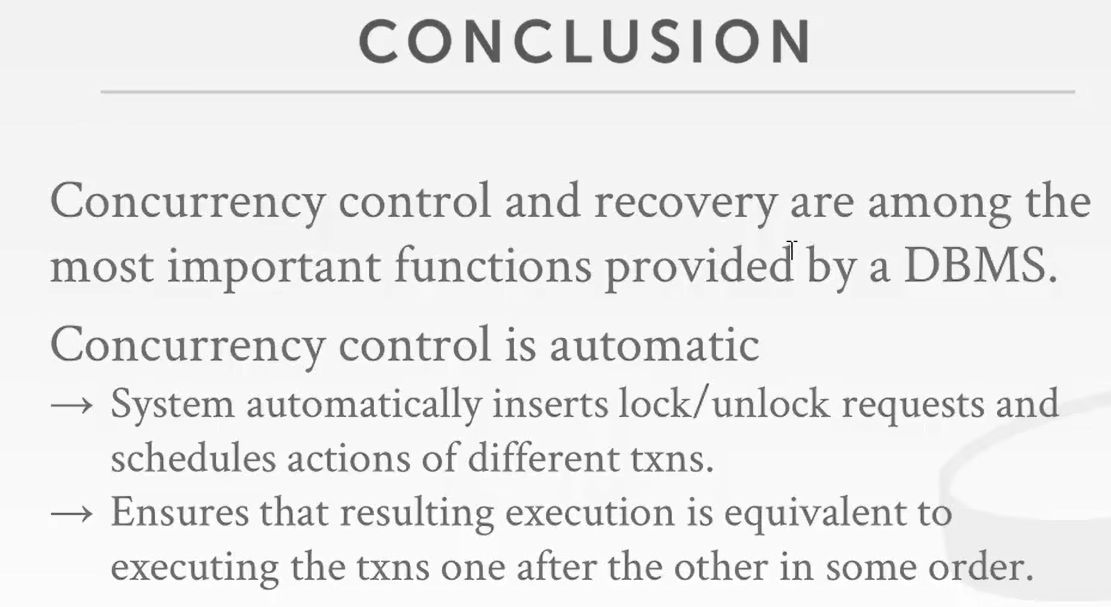 CONCLUSION
Concurrency control and recovery are among the
most important functions provided by a DBMS.
Concurrency control is automatic
→ System automatically inserts lock/unlock requests and
schedules actions of different txns.
→ Ensures that resulting execution is equivalent to
executing the txns one after the other in some order.